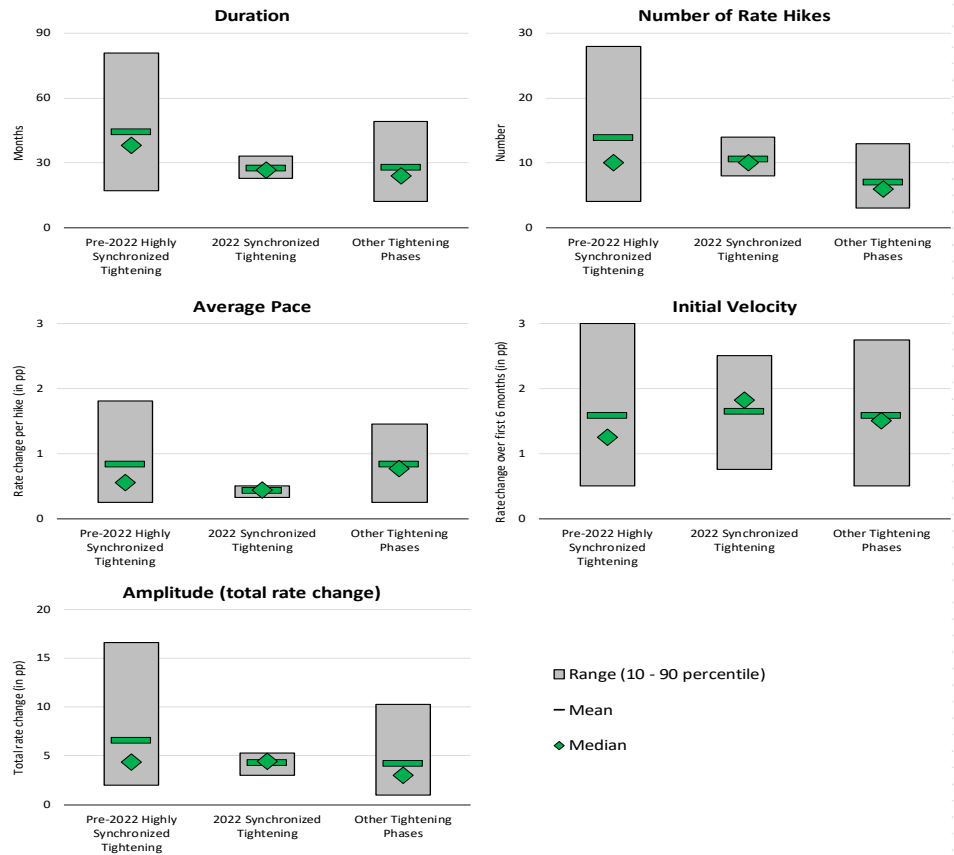 Duration
90
60
30
0
Months
Pre-2022 Highly
Synchronized
Tightening
2022 Synchronized
Tightening
Other Tightening
Phases
Number of Rate Hikes
30
20
10
0
Number
Pre-2022 Highly
Synchronized
Tightening
2022 Synchronized
Tightening
Other Tightening
Phases
Average Pace
3
2
1
0
Rate change per hike (in pp)
Pre-2022 Highly
Synchronized
Tightening
2022 Synchronized
Tightening
Other Tightening
Phases
Initial Velocity
3
2
1
0
Rate change over first 6 months (in pp)
Pre-2022 Highly
Synchronized
Tightening
2022 Synchronized
Tightening
Other Tightening
Phases
Amplitude (total rate change)
20
15
10
5
0
Total rate change (in pp)
Pre-2022 Highly
Synchronized
Tightening
2022 Synchronized
Tightening
Other Tightening
Phases
Range (10 - 90 percentile)
Mean
Median